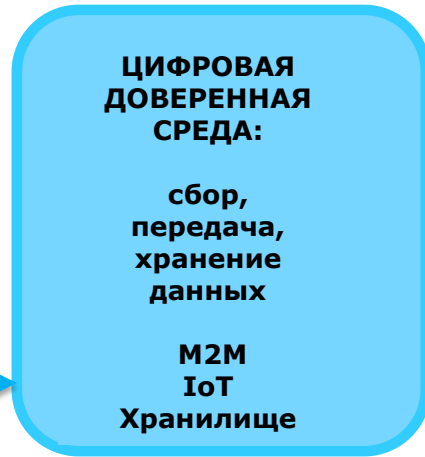 ЦИФРОВАЯ
ДОВЕРЕННАЯ
СРЕДА:
сбор,
передача,
хранение
данных
M2M
IoT
Хранилище